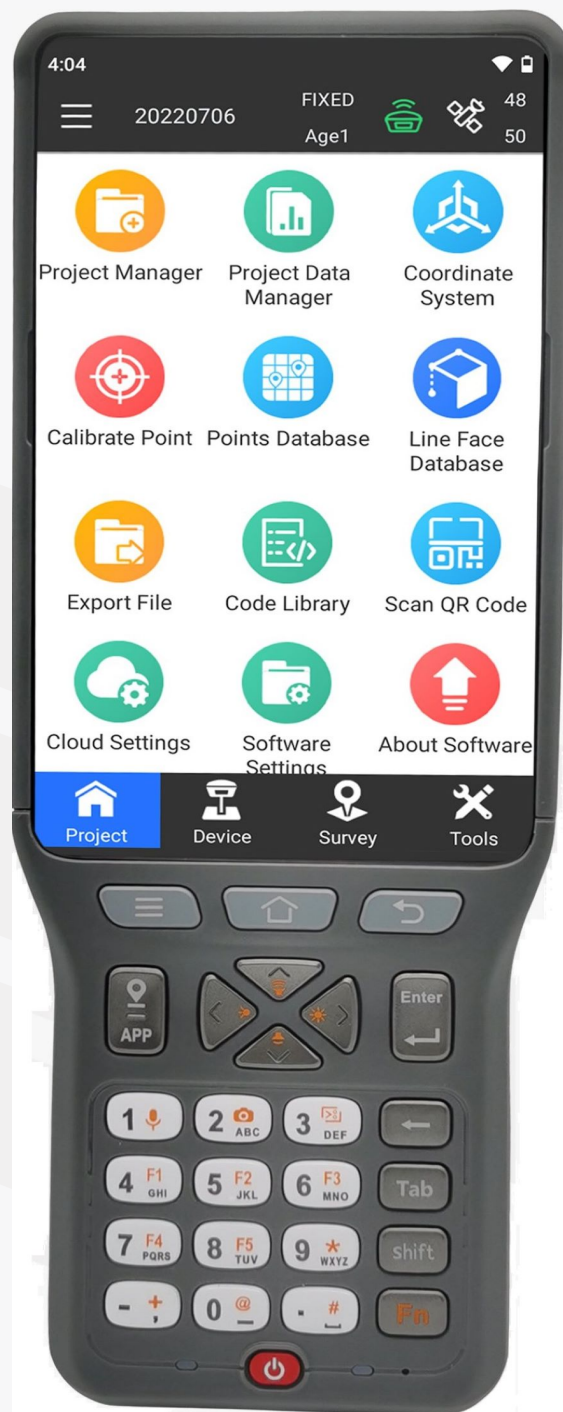 4:04
20220706
FIXED
Age1
48
50
Project Manager
Project Data
Manager
Coordinate
System
Calibrate Point
Points Database
Line Face
Database
Export File
Code Library
Scan QR Code
Cloud Settings
Software
Settings
About Software
Project
Device
Survey
Tools
APP
Enter
1
2 ABC
3 DEF
4 F1 GHI
5 F2 JKL
6 F3 MNO
Tab
7 F4 PQRS
8 F5 TUV
9 * WXYZ
shift
- + ,
0 @ _
. #
Fn